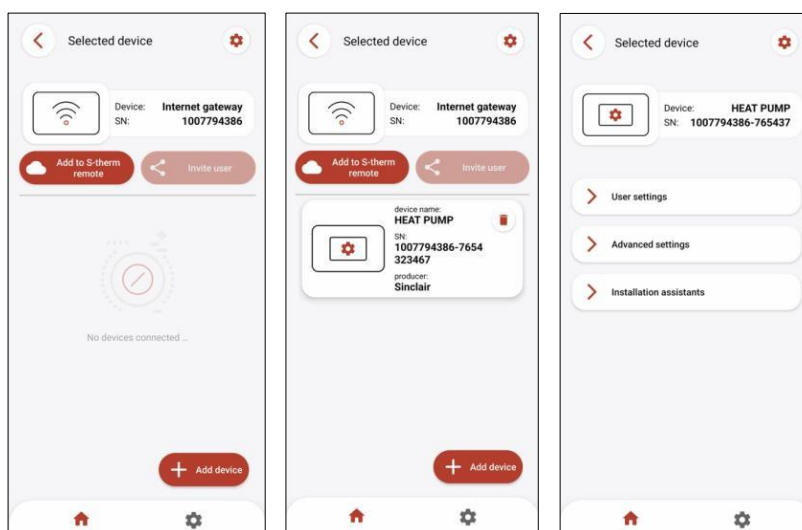 Selected device
Device: Internet gateway
SN: 1007794386
Add to S-therm
remote
Invite user
No devices connected ...
Add device
Selected device
Device: Internet gateway
SN: 1007794386
Add to S-therm
remote
Invite user
device name:
HEAT PUMP
SN:
1007794386-7654
323467
producer:
Sinclair
Add device
Selected device
Device: HEAT PUMP
SN: 1007794386-765437
User settings
Advanced settings
Installation assistants